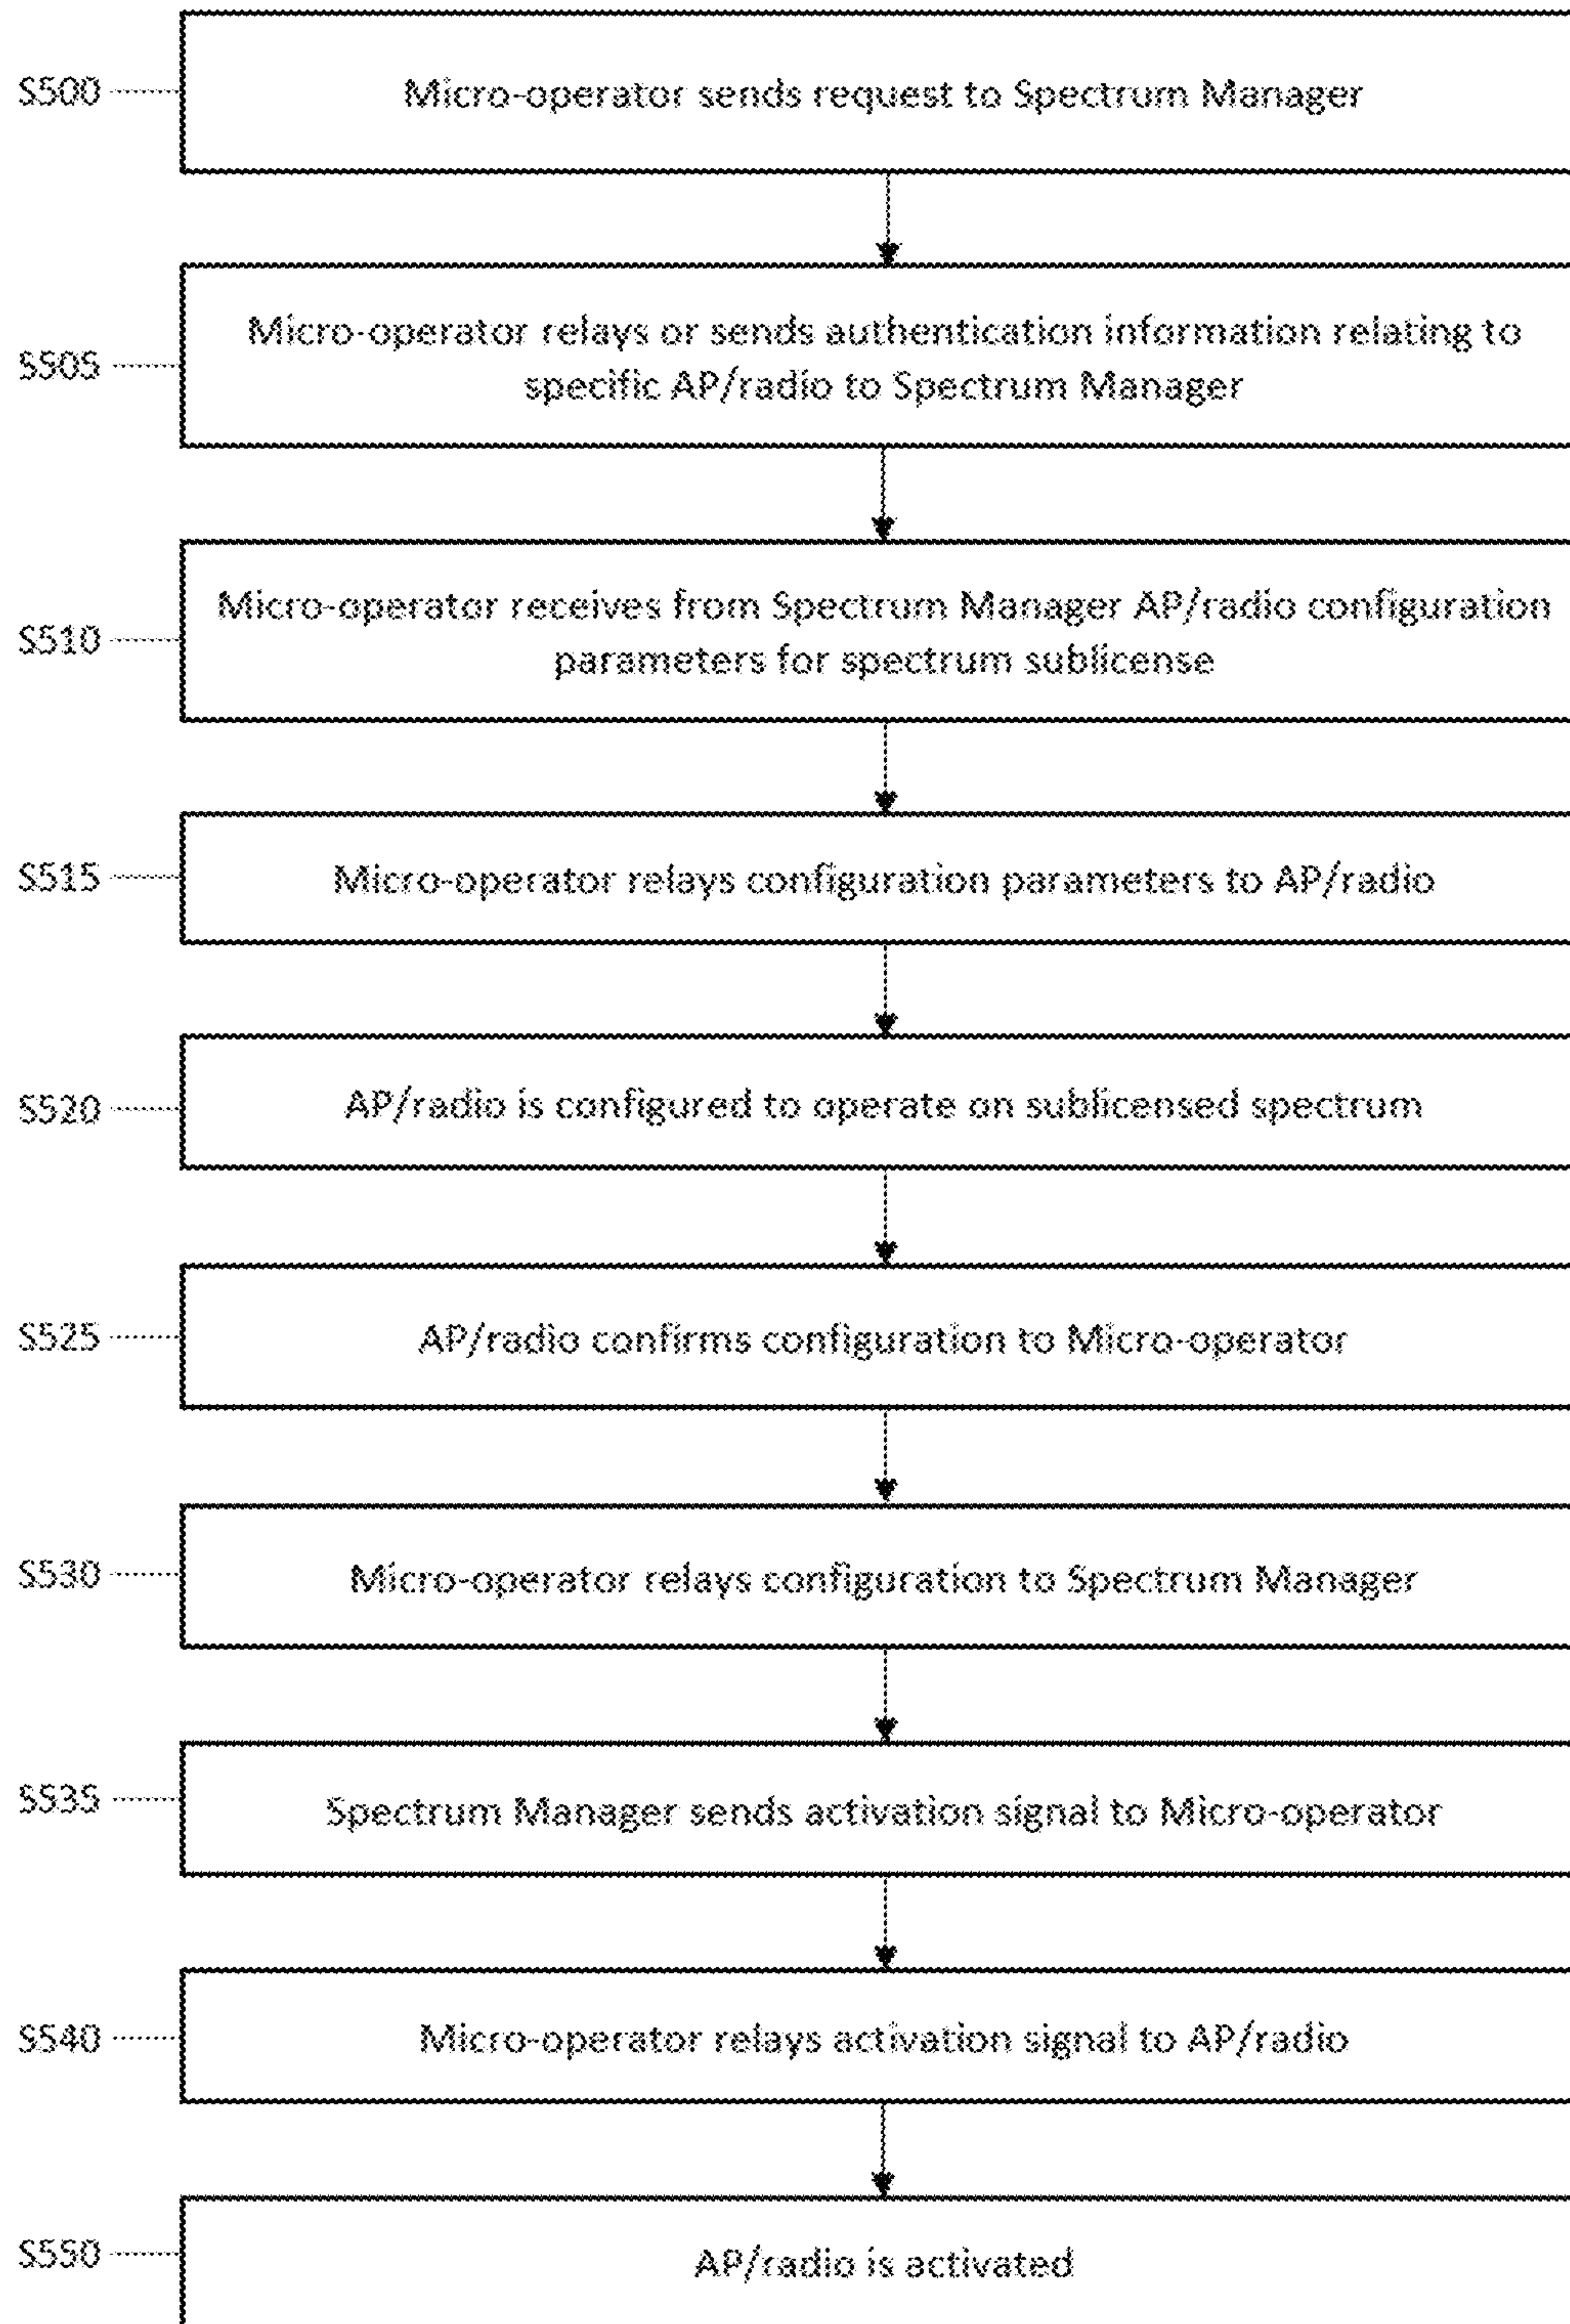 S500
Micro-operator sends request to Spectrum Manager
S505
Micro-operator relays or sends authentication information relating to
specific AP/radio to Spectrum Manager
S510
Micro-operator receives from Spectrum Manager AP/radio configuration
parameters for spectrum sublicense
S515
Micro-operator relays configuration parameters to AP/radio
S520
AP/radio is configured to operate on sublicensed spectrum
S525
AP/radio confirms configuration to Micro-operator
S530
Micro-operator relays configuration to Spectrum Manager
S535
Spectrum Manager sends activation signal to Micro-operator
S540
Micro-operator relays activation signal to AP/radio
S550
AP/radio is activated